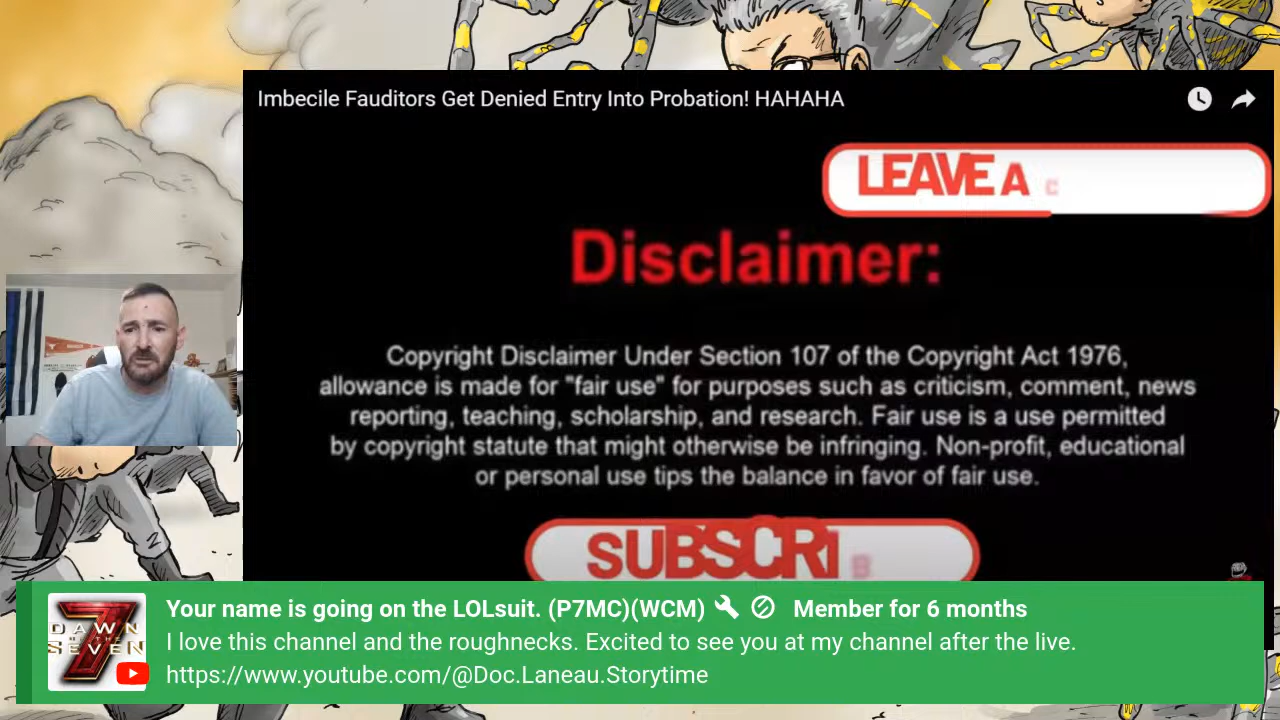 Imbecile Fauditors Get Denied Entry Into Probation! HAHAHA
LEAVE A C
Disclaimer:
Copyright Disclaimer Under Section 107 of the Copyright Act 1976,
allowance is made for "fair use" for purposes such as criticism, comment, news
reporting, teaching, scholarship, and research. Fair use is a use permitted
by copyright statute that might otherwise be infringing. Non-profit, educational
or personal use tips the balance in favor of fair use.
SUBSCRIB
Your name is going on the LOLsuit. (P7MC)(WCM) Member for 6 months
I love this channel and the roughnecks. Excited to see you at my channel after the live.
https://www.youtube.com/@Doc.Laneau.Storytime
DAWN
7
SEVEN